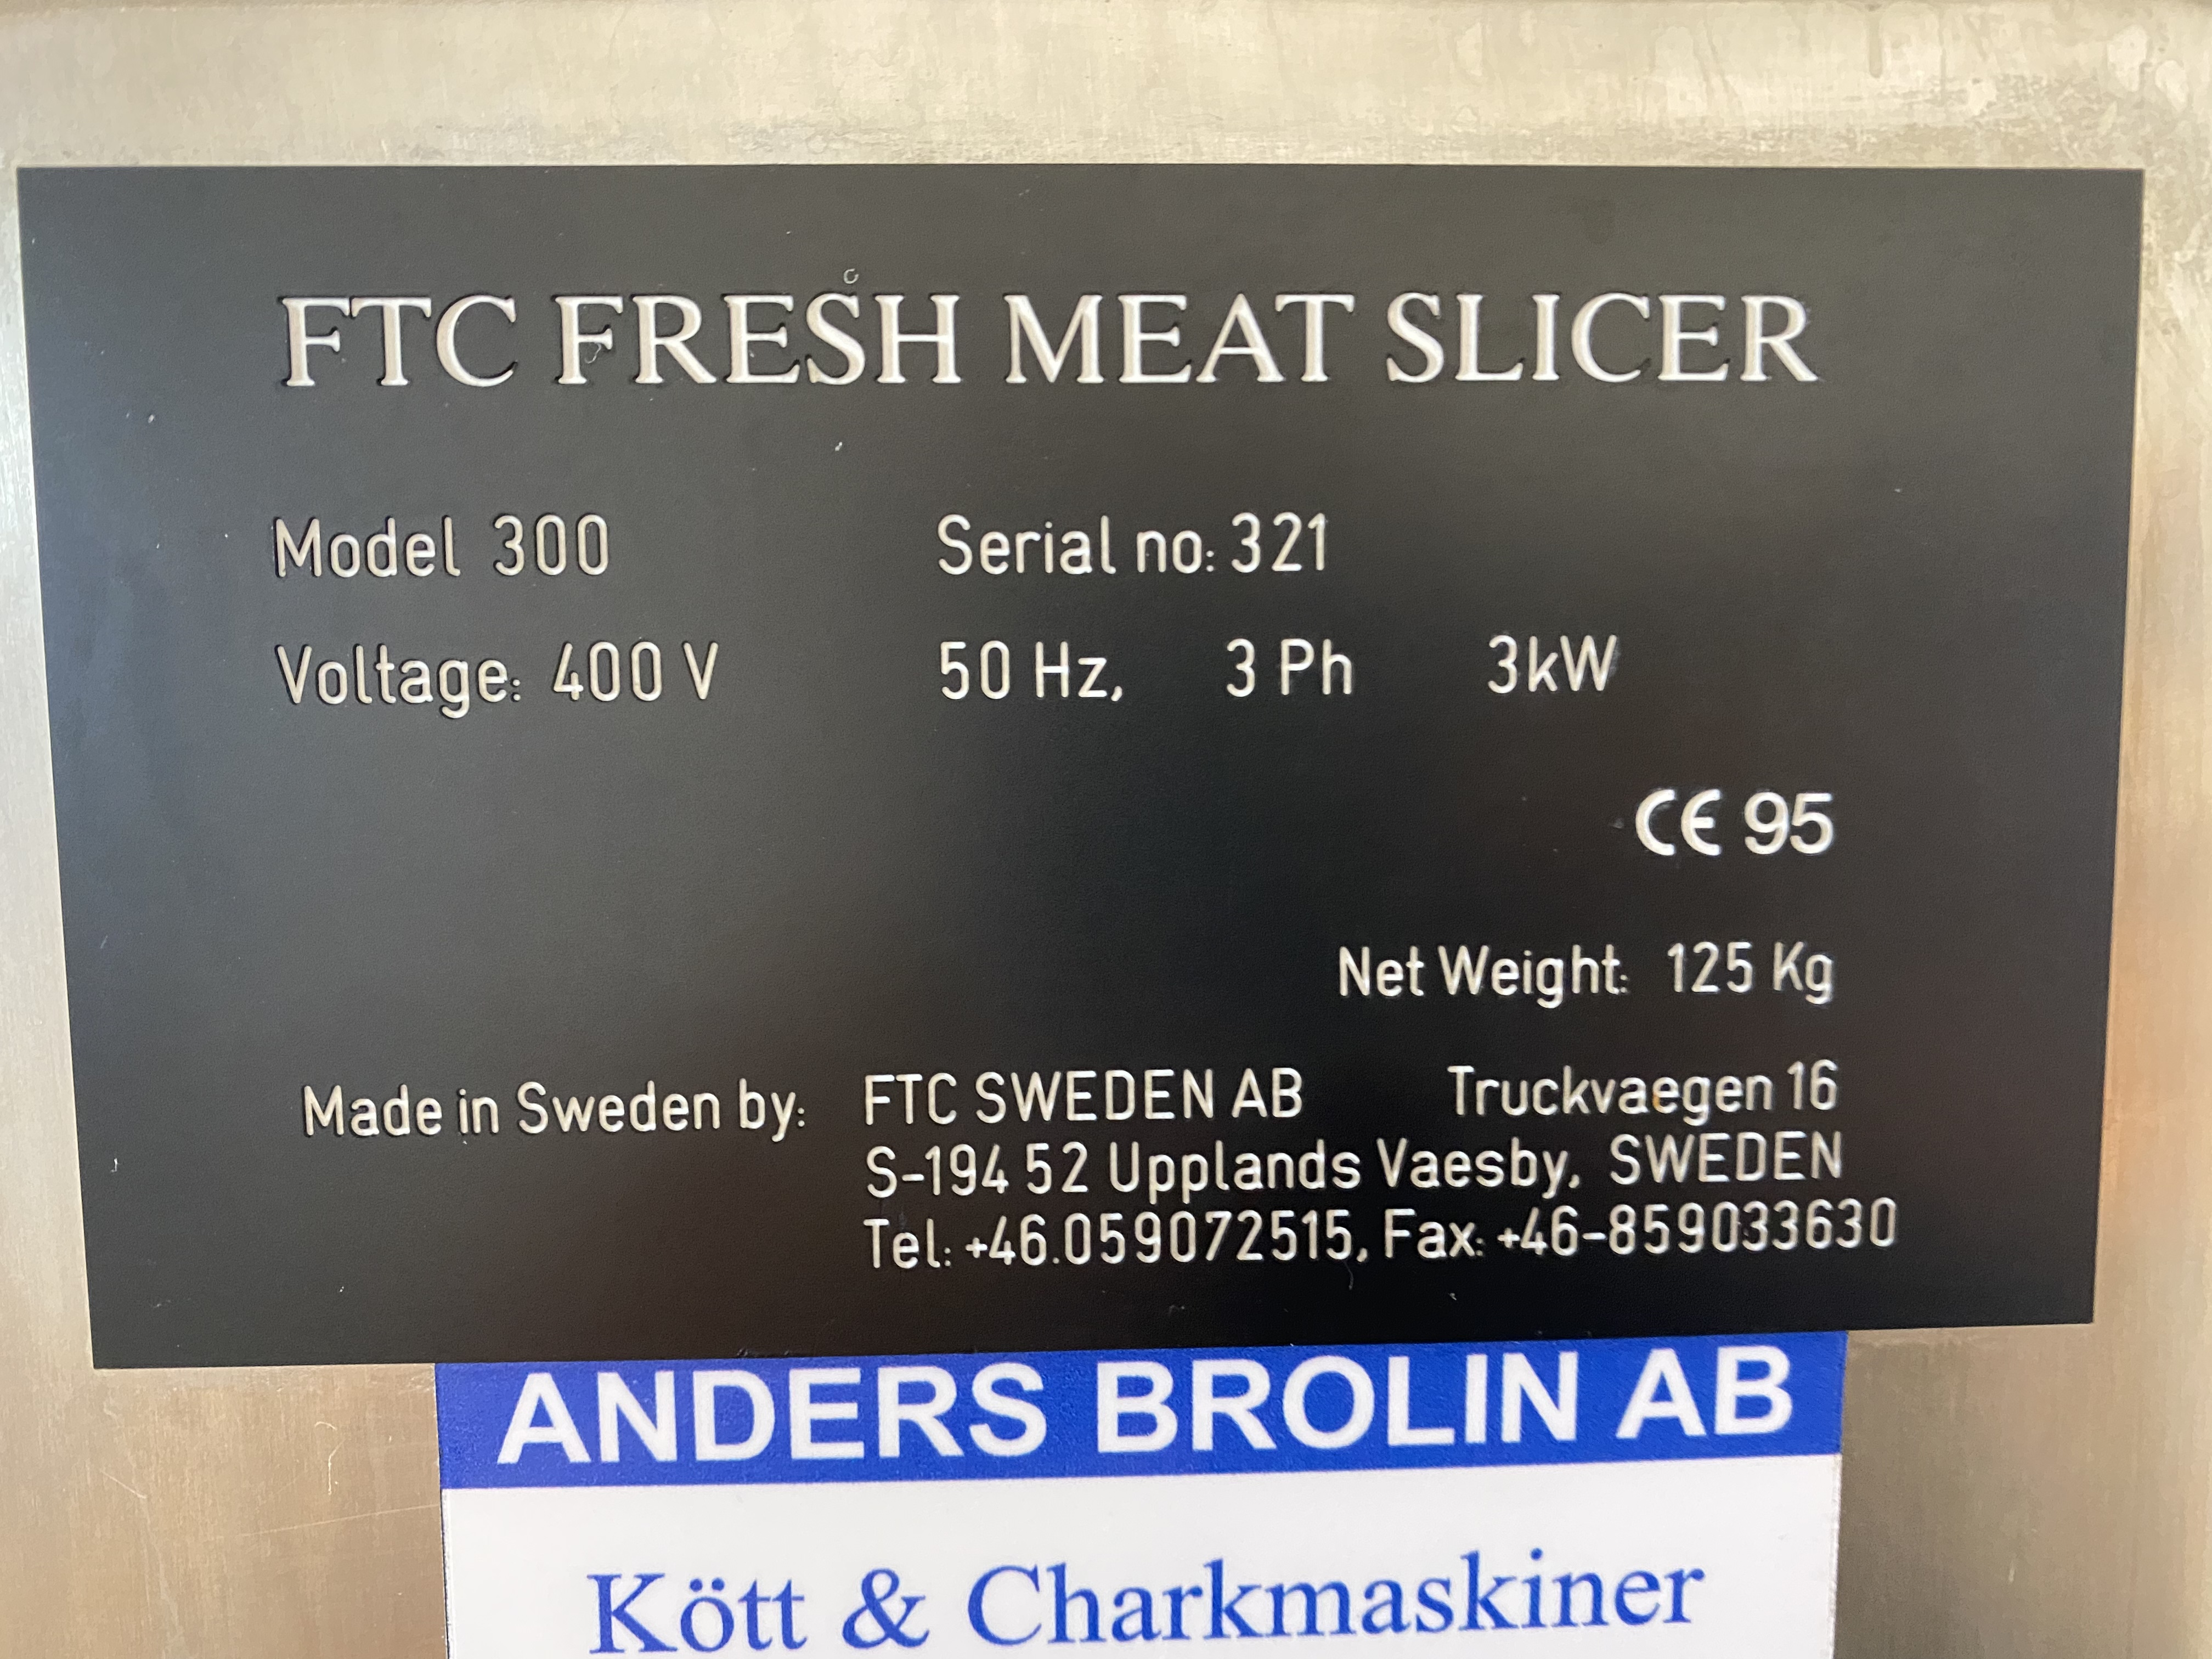 FTC FRESH MEAT SLICER
Model 300 Serial no: 321
Voltage: 400 V 50 Hz, 3 Ph 3kW
CE 95
Net Weight: 125 Kg
Made in Sweden by: FTC SWEDEN AB Truckvaegen 16
S-194 52 Upplands Vaesby, SWEDEN
Tel: +46.059072515, Fax: +46-859033630
ANDERS BROLIN AB
Kött & Charkmaskiner